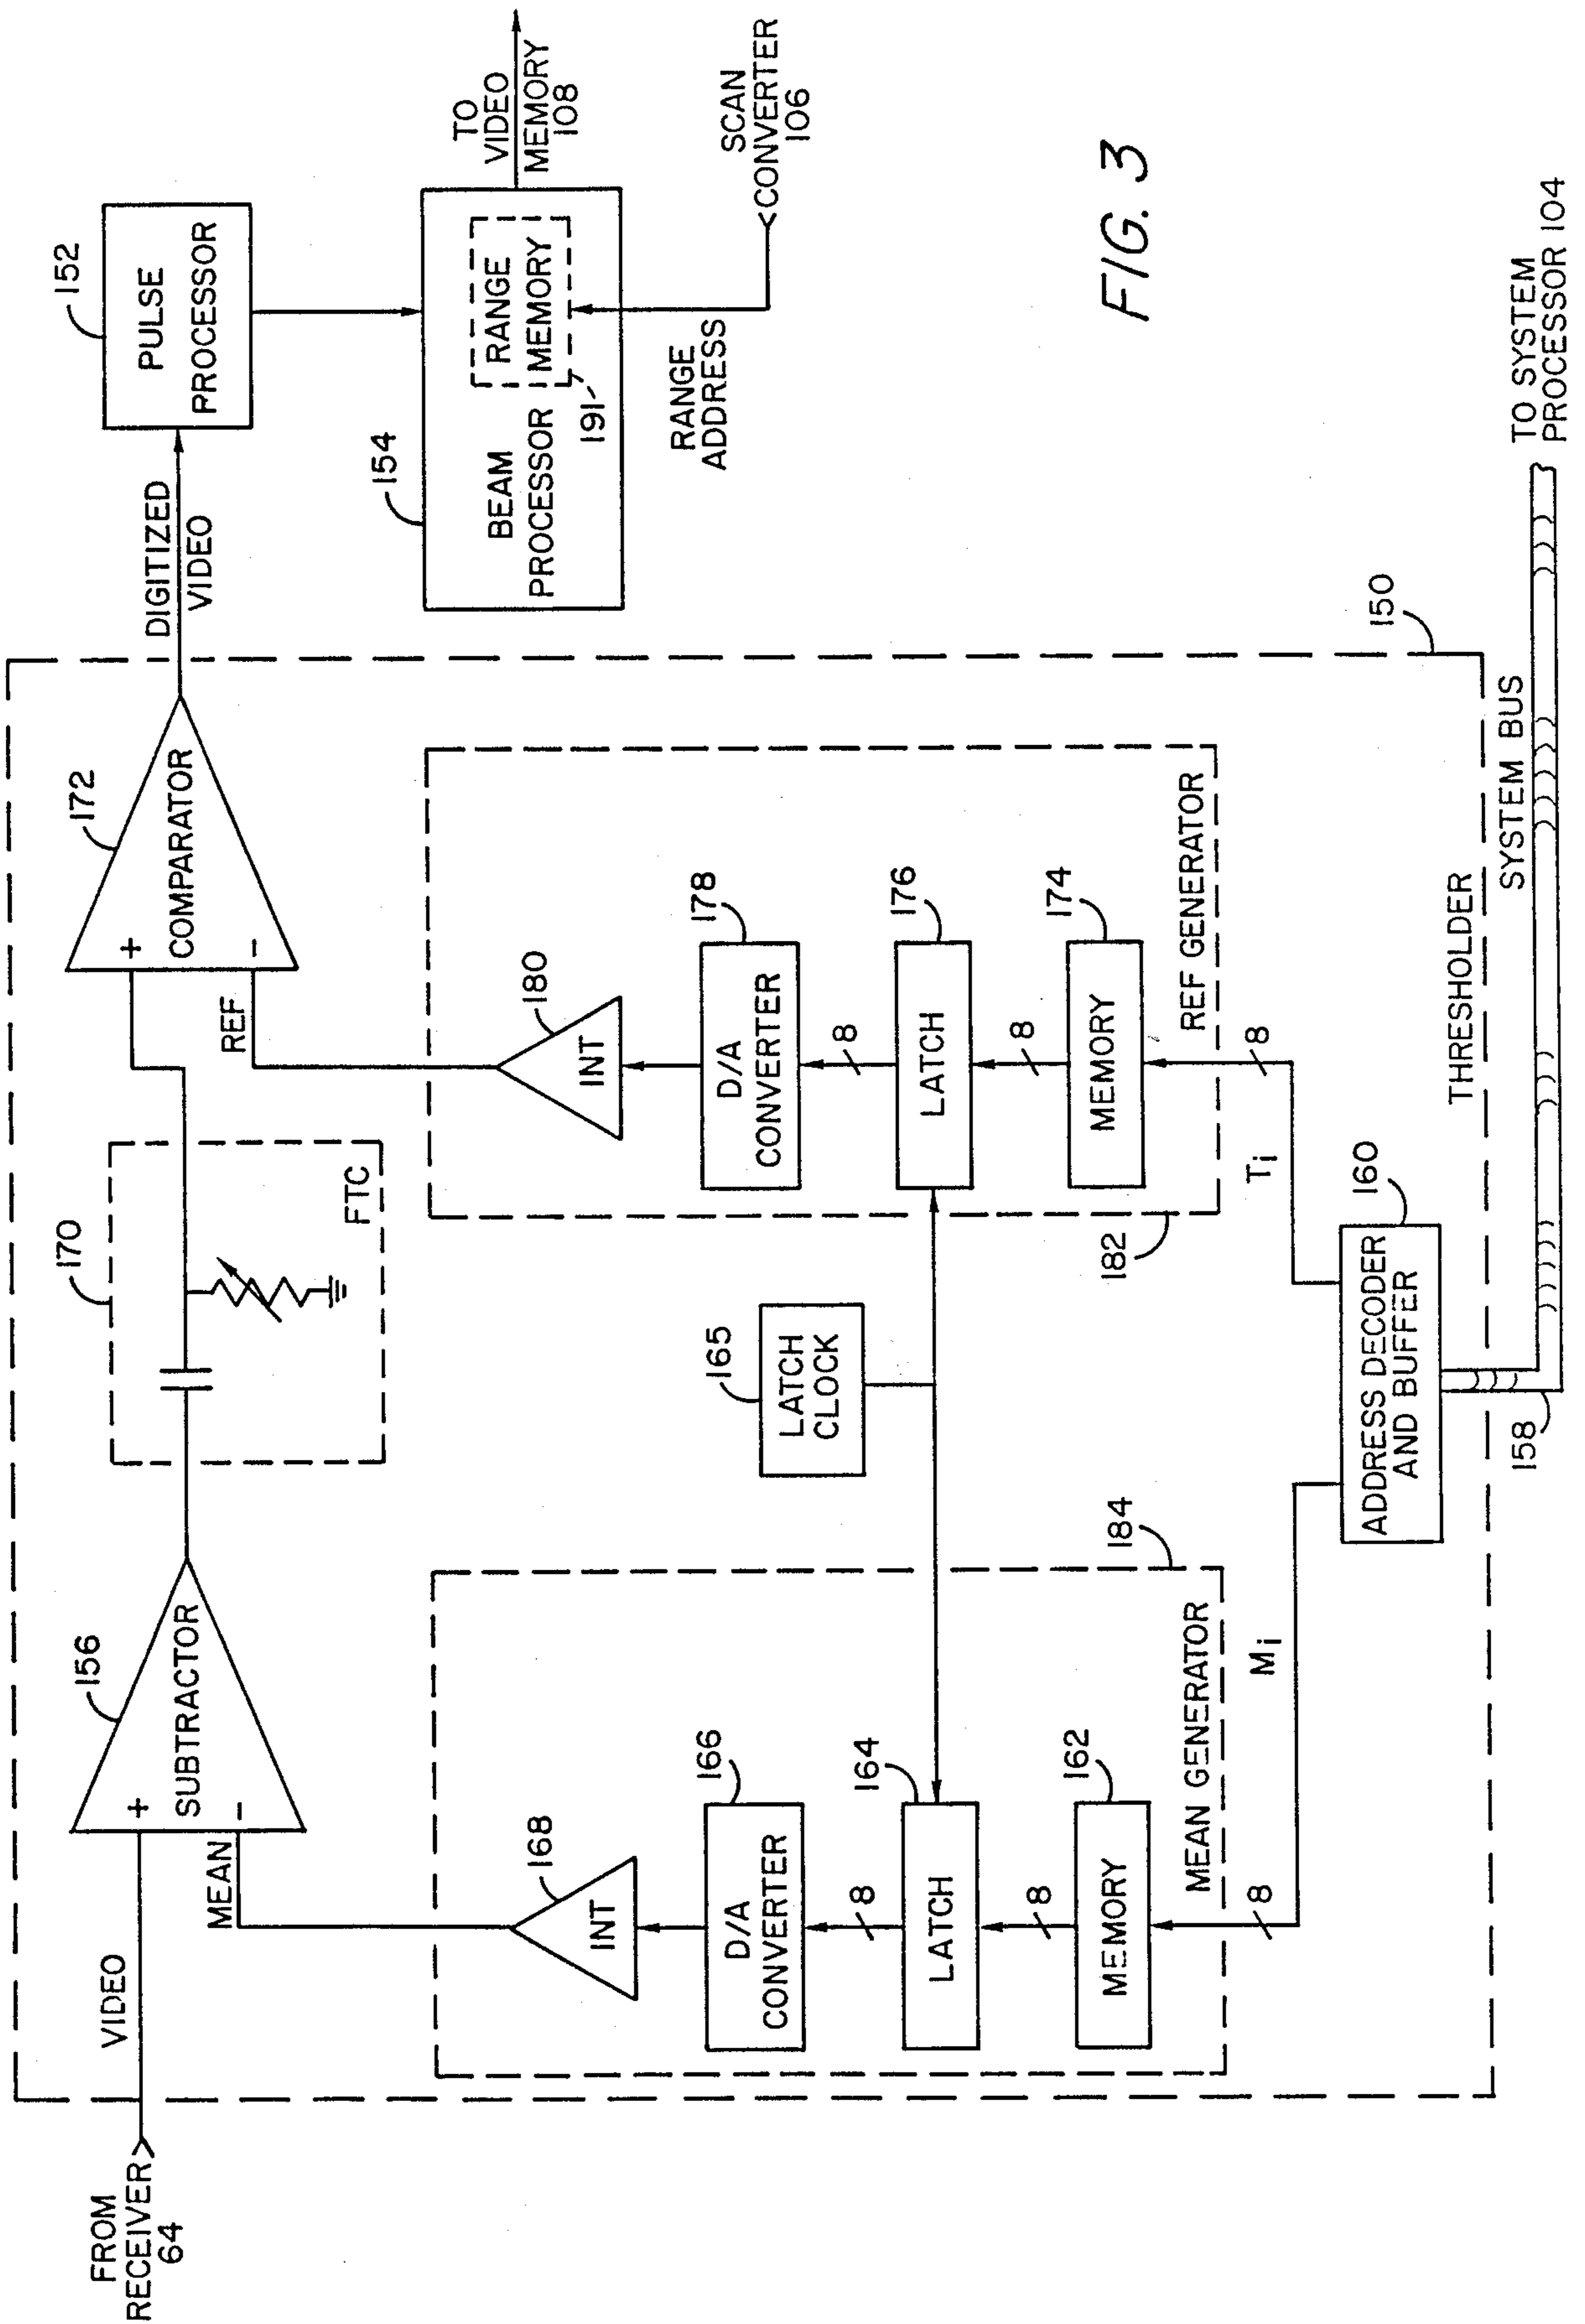 FROM
RECEIVER
64
VIDEO
MEAN
+
-
SUBTRACTOR
156
170
FTC
172
+
-
COMPARATOR
REF
DIGITIZED
VIDEO
152
PULSE
PROCESSOR
154
BEAM
PROCESSOR
RANGE
MEMORY
191
TO
VIDEO
MEMORY
108
RANGE
ADDRESS
SCAN
CONVERTER
106
168
INT
166
D/A
CONVERTER
8
164
LATCH
8
162
MEMORY
MEAN GENERATOR
184
8
Mi
165
LATCH
CLOCK
180
INT
178
D/A
CONVERTER
8
176
LATCH
8
174
MEMORY
REF GENERATOR
182
8
Ti
160
ADDRESS DECODER
AND BUFFER
158
THRESHOLDER
150
SYSTEM BUS
TO SYSTEM
PROCESSOR 104
FIG. 3